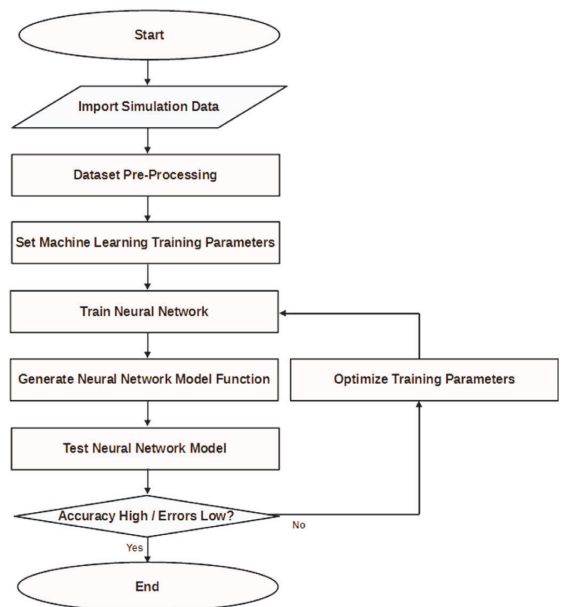 Start
Import Simulation Data
Dataset Pre-Processing
Set Machine Learning Training Parameters
Train Neural Network
Generate Neural Network Model Function
Optimize Training Parameters
Test Neural Network Model
Accuracy High / Errors Low?
No
Yes
End